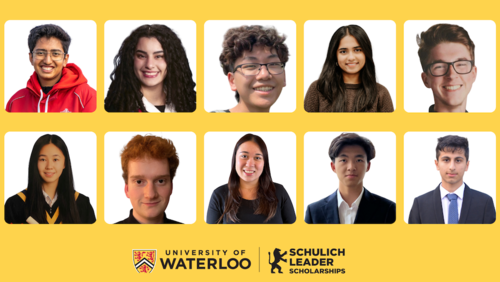 UNIVERSITY OF
WATERLOO
SCHULICH
LEADER
SCHOLARSHIPS